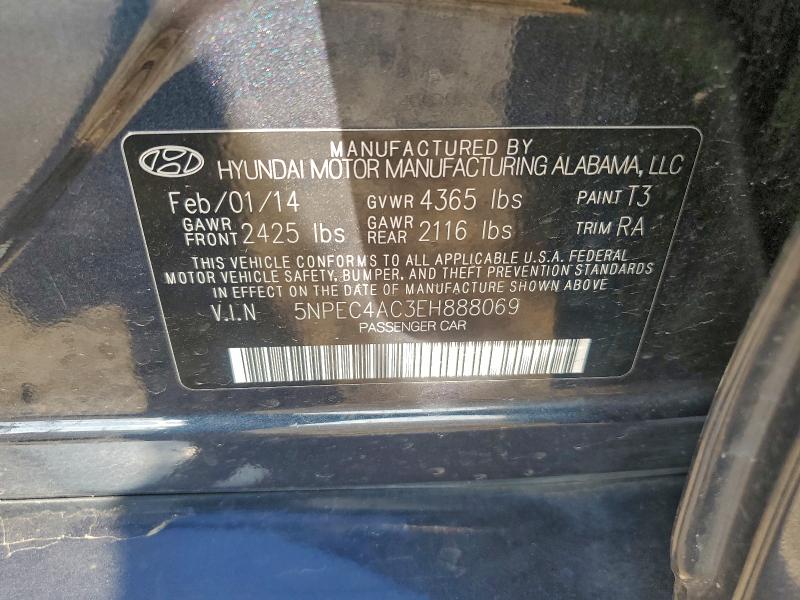 MANUFACTURED BY
HYUNDAI MOTOR MANUFACTURING ALABAMA, LLC
Feb/01/14 GVWR 4365 lbs PAINT T3
GAWR FRONT 2425 lbs GAWR REAR 2116 lbs TRIM RA
THIS VEHICLE CONFORMS TO ALL APPLICABLE U.S.A. FEDERAL
MOTOR VEHICLE SAFETY, BUMPER, AND THEFT PREVENTION STANDARDS
IN EFFECT ON THE DATE OF MANUFACTURE SHOWN ABOVE
V.I.N 5NPEC4AC3EH888069
PASSENGER CAR